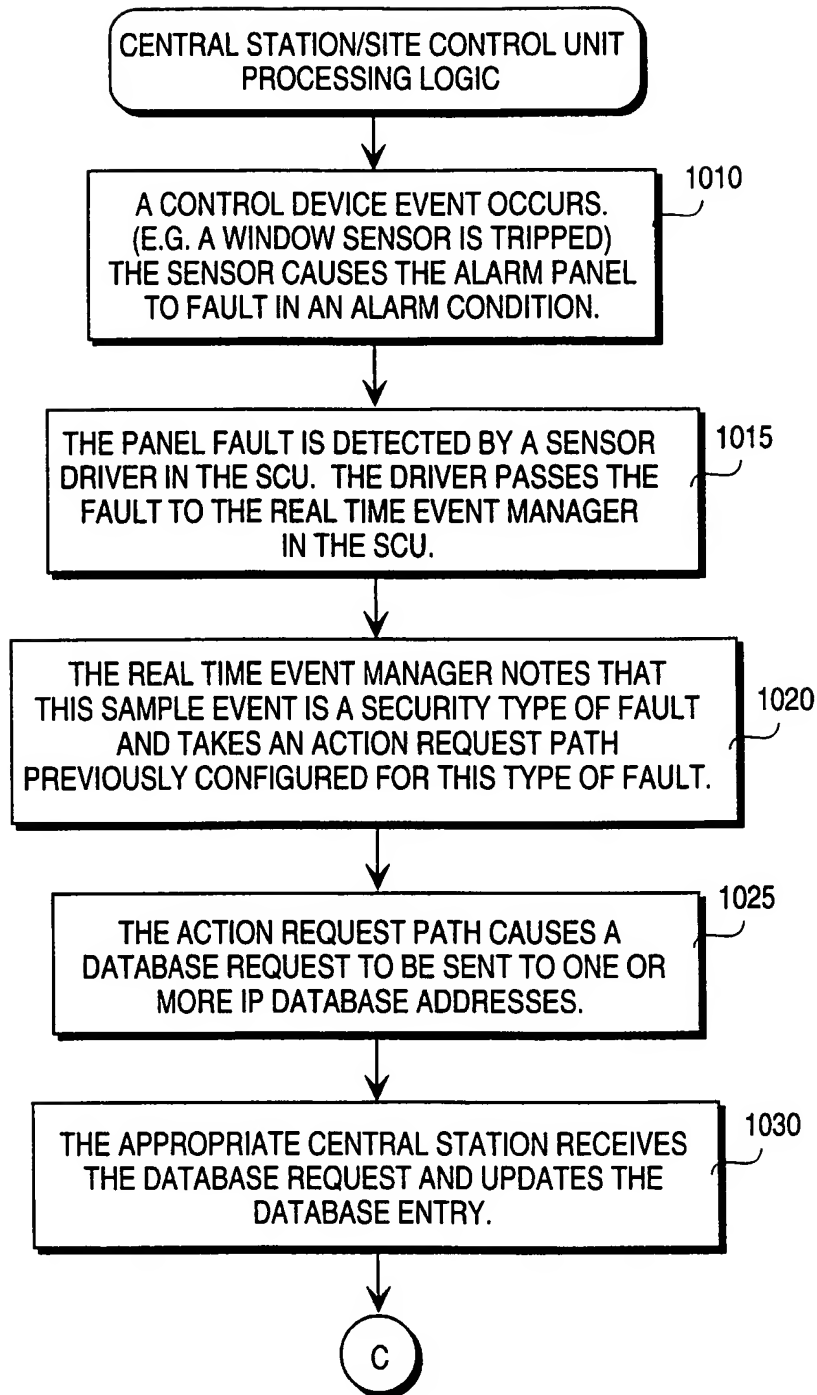 CENTRAL STATION/SITE CONTROL UNIT
PROCESSING LOGIC
1010
A CONTROL DEVICE EVENT OCCURS.
(E.G. A WINDOW SENSOR IS TRIPPED)
THE SENSOR CAUSES THE ALARM PANEL
TO FAULT IN AN ALARM CONDITION.
1015
THE PANEL FAULT IS DETECTED BY A SENSOR
DRIVER IN THE SCU. THE DRIVER PASSES THE
FAULT TO THE REAL TIME EVENT MANAGER
IN THE SCU.
1020
THE REAL TIME EVENT MANAGER NOTES THAT
THIS SAMPLE EVENT IS A SECURITY TYPE OF FAULT
AND TAKES AN ACTION REQUEST PATH
PREVIOUSLY CONFIGURED FOR THIS TYPE OF FAULT.
1025
THE ACTION REQUEST PATH CAUSES A
DATABASE REQUEST TO BE SENT TO ONE OR
MORE IP DATABASE ADDRESSES.
1030
THE APPROPRIATE CENTRAL STATION RECEIVES
THE DATABASE REQUEST AND UPDATES THE
DATABASE ENTRY.
C